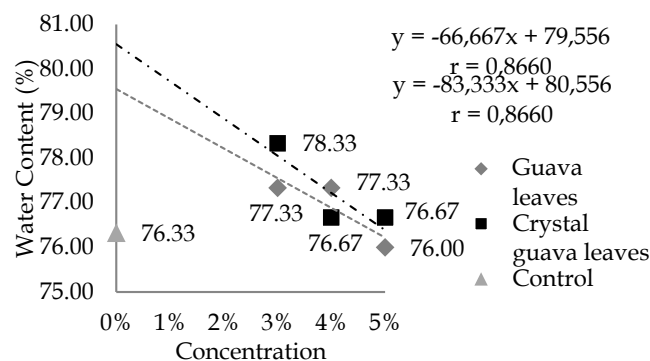 81.00
80.00
79.00
78.00
77.00
76.00
75.00
Water Content (%)
y = -66,667x + 79,556
r = 0,8660
y = -83,333x + 80,556
r = 0,8660
78.33
77.33
77.33
76.67
76.67
76.33
76.00
Guava
leaves
Crystal
guava leaves
Control
0% 1% 2% 3% 4% 5%
Concentration